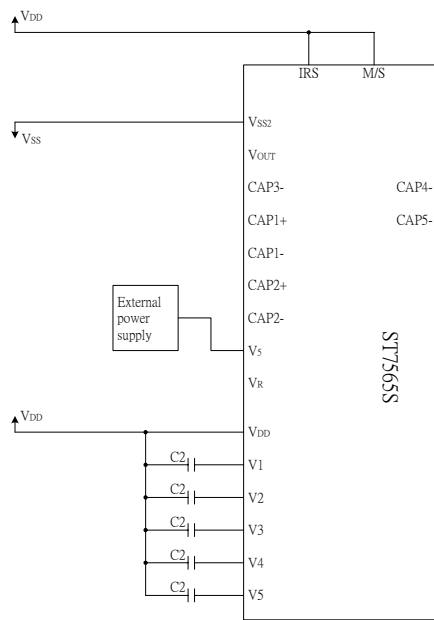 VDD
IRS M/S
VSS2
VSS
VOUT
CAP3- CAP4-
CAP1+ CAP5-
CAP1-
CAP2+
External
power
supply
CAP2-
V5
VR
ST7565S
VDD
VDD
C2 V1
C2 V2
C2 V3
C2 V4
C2 V5